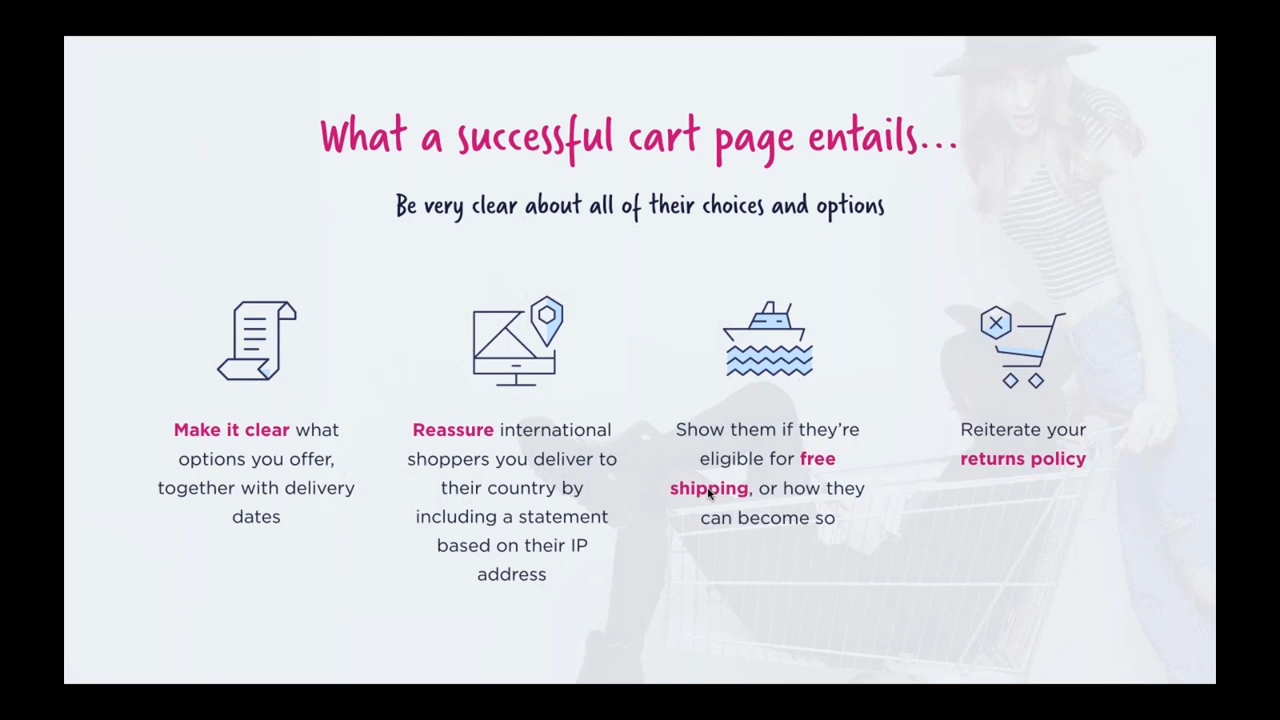 What a successful cart page entails...
Be very clear about all of their choices and options
Make it clear what
options you offer,
together with delivery
dates
Reassure international
shoppers you deliver to
their country by
including a statement
based on their IP
address
Show them if they're
eligible for free
shipping, or how they
can become so
Reiterate your
returns policy